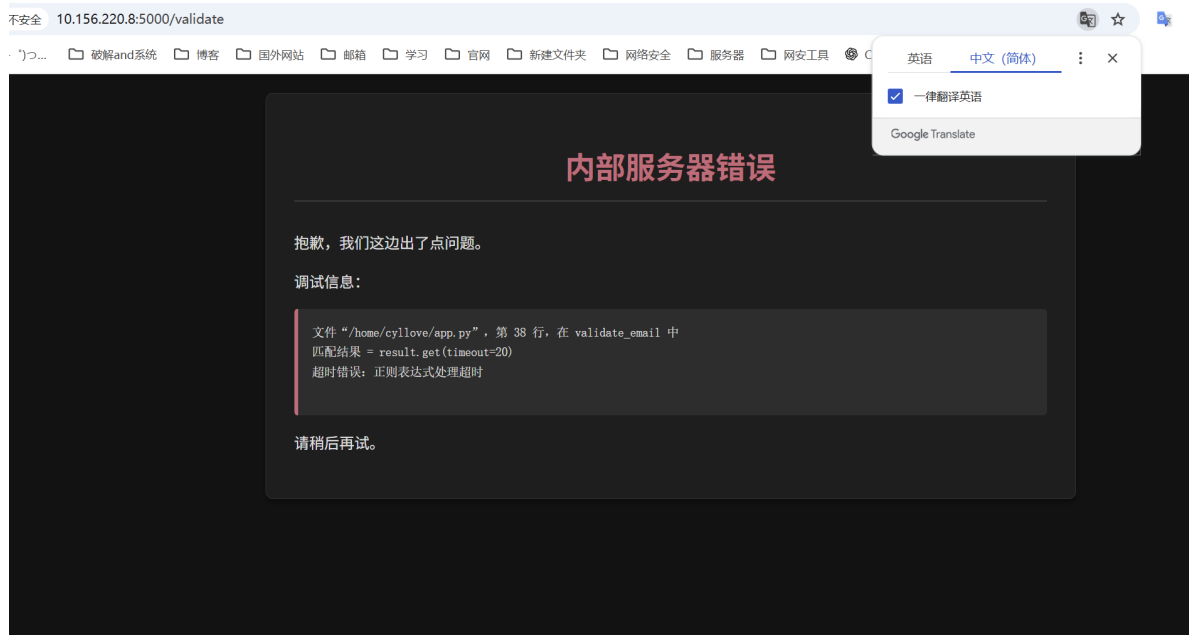 不安全 10.156.220.8:5000/validate
破解and系统 博客 国外网站 邮箱 学习 官网 新建文件夹 网络安全 服务器 网安工具
英语 中文（简体）
一律翻译英语
Google Translate
内部服务器错误
抱歉，我们这边出了点问题。
调试信息：
文件“/home/cyllove/app.py”，第 38 行，在 validate_email 中
匹配结果 = result.get(timeout=20)
超时错误：正则表达式处理超时
请稍后再试。